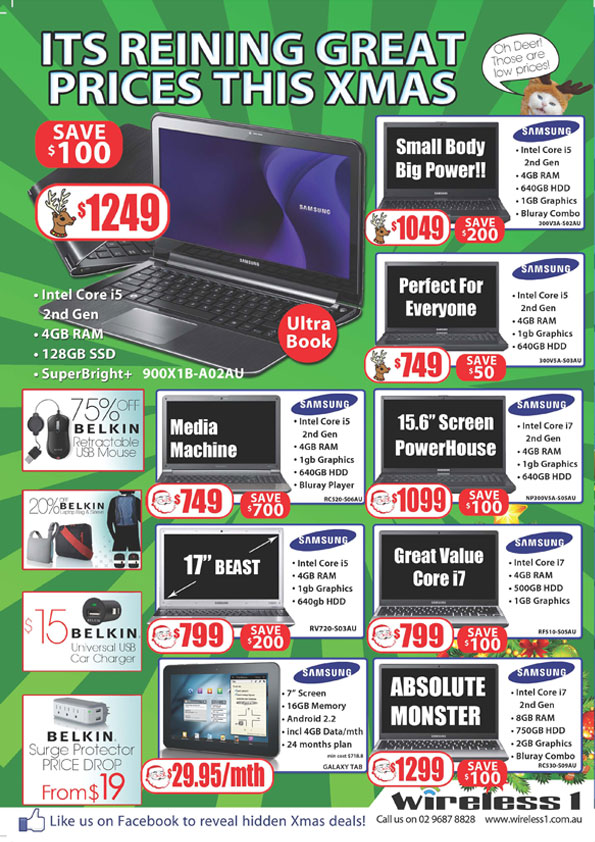 ITS REINING GREAT
PRICES THIS XMAS
Oh Deer!
Those are
low prices!
SAVE
$100
$1249
SAMSUNG
SAMSUNG
• Intel Core i5
2nd Gen
• 4GB RAM
• 128GB SSD
• SuperBright+ 900X1B-A02AU
Ultra
Book
Small Body
Big Power!!
SAMSUNG
• Intel Core i5
2nd Gen
• 4GB RAM
• 640GB HDD
• 1GB Graphics
• Bluray Combo
300V3A-S02AU
$1049
SAVE
$200
Perfect For
Everyone
SAMSUNG
• Intel Core i5
2nd Gen
• 4GB RAM
• 1gb Graphics
• 640GB HDD
300V5A-S03AU
$749
SAVE
$50
75% OFF
BELKIN
Retractable
USB Mouse
Media
Machine
SAMSUNG
• Intel Core i5
2nd Gen
• 4GB RAM
• 1gb Graphics
• 640GB HDD
• Bluray Player
RC520-S06AU
$749
SAVE
$700
15.6” Screen
PowerHouse
SAMSUNG
• Intel Core i7
2nd Gen
• 4GB RAM
• 1gb Graphics
• 640GB HDD
NP300V5A-S05AU
$1099
SAVE
$100
20% OFF
BELKIN
Laptop Bag & Sleeve
17” BEAST
SAMSUNG
• Intel Core i5
• 4GB RAM
• 1gb Graphics
• 640gb HDD
RV720-S03AU
$799
SAVE
$200
Great Value
Core i7
SAMSUNG
• Intel Core i7
• 4GB RAM
• 500GB HDD
• 1GB Graphics
RF510-S05AU
$799
SAVE
$100
$15
BELKIN
Universal USB
Car Charger
SAMSUNG
• 7” Screen
• 16GB Memory
• Android 2.2
• incl 4GB Data/mth
• 24 months plan
min cost $718.8
GALAXY TAB
$29.95/mth
ABSOLUTE
MONSTER
SAMSUNG
• Intel Core i7
2nd Gen
• 8GB RAM
• 750GB HDD
• 2GB Graphics
• Bluray Combo
RC530-S09AU
$1299
SAVE
$100
BELKIN
Surge Protector
PRICE DROP
From $19
wireless1
Like us on Facebook to reveal hidden Xmas deals!
Call us on 02 9687 8828 www.wireless1.com.au